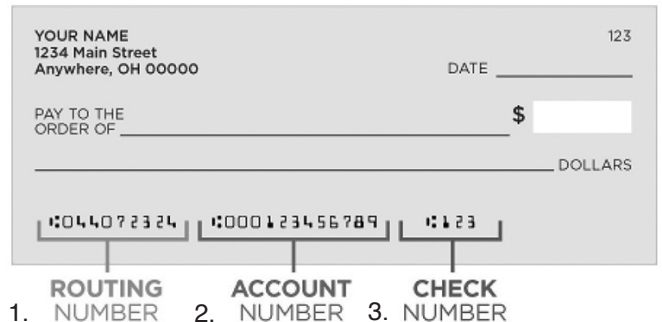 YOUR NAME 123
1234 Main Street
Anywhere, OH 00000 DATE
PAY TO THE $
ORDER OF
DOLLARS
⑆044072324 ⑆000123456789 ⑆123
ROUTING ACCOUNT CHECK
1. NUMBER 2. NUMBER 3. NUMBER